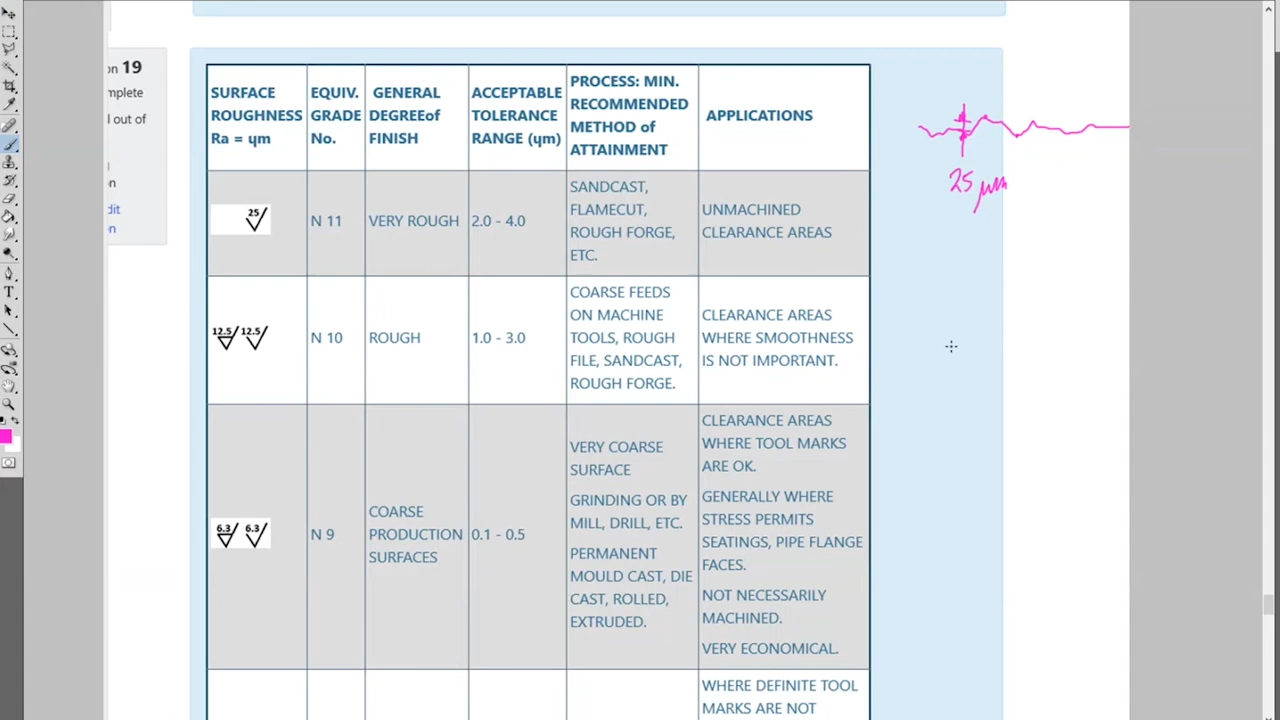 on 19
mplete
d out of
on
dit
on
SURFACE
ROUGHNESS
Ra = ųm
EQUIV.
GRADE
No.
GENERAL
DEGREEof
FINISH
ACCEPTABLE
TOLERANCE
RANGE (ųm)
PROCESS: MIN.
RECOMMENDED
METHOD of
ATTAINMENT
APPLICATIONS
25
N 11
VERY ROUGH
2.0 - 4.0
SANDCAST,
FLAMECUT,
ROUGH FORGE,
ETC.
UNMACHINED
CLEARANCE AREAS
12.5 12.5
N 10
ROUGH
1.0 - 3.0
COARSE FEEDS
ON MACHINE
TOOLS, ROUGH
FILE, SANDCAST,
ROUGH FORGE.
CLEARANCE AREAS
WHERE SMOOTHNESS
IS NOT IMPORTANT.
6.3 6.3
N 9
COARSE
PRODUCTION
SURFACES
0.1 - 0.5
VERY COARSE
SURFACE
GRINDING OR BY
MILL, DRILL, ETC.
PERMANENT
MOULD CAST, DIE
CAST, ROLLED,
EXTRUDED.
CLEARANCE AREAS
WHERE TOOL MARKS
ARE OK.
GENERALLY WHERE
STRESS PERMITS
SEATINGS, PIPE FLANGE
FACES.
NOT NECESSARILY
MACHINED.
VERY ECONOMICAL.
WHERE DEFINITE TOOL
MARKS ARE NOT
25 µm